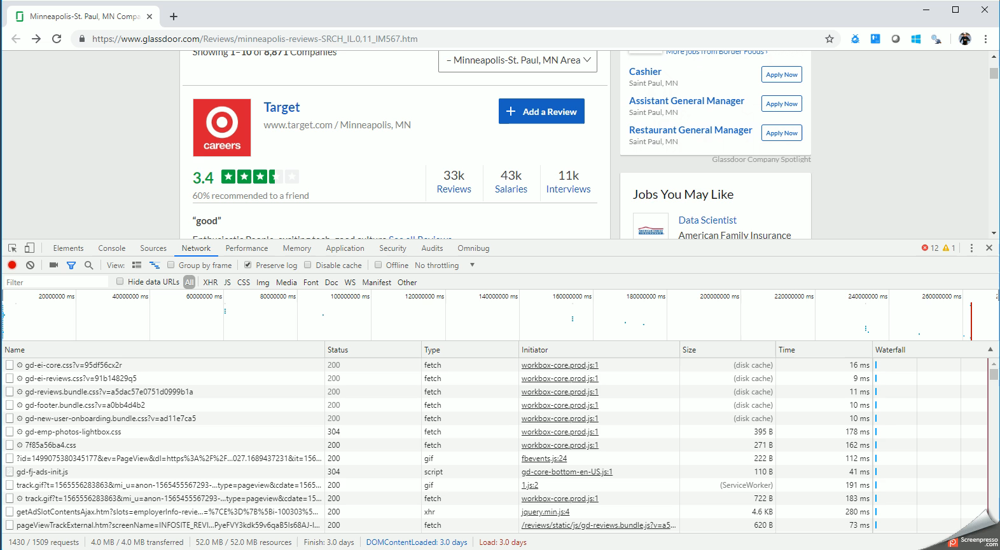 Minneapolis-St. Paul, MN Compa
https://www.glassdoor.com/Reviews/minneapolis-reviews-SRCH_IL.0,11_IM567.htm
Showing 1–10 of 8,871 Companies
– Minneapolis-St. Paul, MN Area
Target
www.target.com / Minneapolis, MN
careers
+ Add a Review
3.4
60% recommended to a friend
33k
Reviews
43k
Salaries
11k
Interviews
“good”
Enthusiastic People, exciting tech, good culture See all Reviews
More jobs from Border Foods ›
Cashier
Saint Paul, MN
Apply Now
Assistant General Manager
Saint Paul, MN
Apply Now
Restaurant General Manager
Saint Paul, MN
Apply Now
Glassdoor Company Spotlight
Jobs You May Like
AMERICAN FAMILY
Data Scientist
American Family Insurance
Elements Console Sources Network Performance Memory Application Security Audits Omnibug 12 1
View: Group by frame Preserve log Disable cache Offline No throttling
Filter Hide data URLs All XHR JS CSS Img Media Font Doc WS Manifest Other
20000000 ms 40000000 ms 60000000 ms 80000000 ms 100000000 ms 120000000 ms 140000000 ms 160000000 ms 180000000 ms 200000000 ms 220000000 ms 240000000 ms 260000000 ms
Name Status Type Initiator Size Time Waterfall
gd-ei-core.css?v=95df56cx2r 200 fetch workbox-core.prod.js:1 (disk cache) 16 ms
gd-ei-reviews.css?v=91b14829q5 200 fetch workbox-core.prod.js:1 (disk cache) 9 ms
gd-reviews.bundle.css?v=a5dac57e0751d0999b1a 200 fetch workbox-core.prod.js:1 (disk cache) 11 ms
gd-footer.bundle.css?v=a0bb4d4b2 200 fetch workbox-core.prod.js:1 (disk cache) 10 ms
gd-new-user-onboarding.bundle.css?v=ad11e7ca5 200 fetch workbox-core.prod.js:1 (disk cache) 10 ms
gd-emp-photos-lightbox.css 304 fetch workbox-core.prod.js:1 395 B 178 ms
7f85a56ba4.css 200 fetch workbox-core.prod.js:1 271 B 162 ms
?id=1499075380345177&ev=PageView&dl=https%3A%2F%2F...027.1689437231&it=156... 200 gif fbevents.js:24 222 B 112 ms
gd-fj-ads-init.js 304 script gd-core-bottom-en-US.js:1 110 B 41 ms
track.gif?t=1565556283863&mi_u=anon-1565455567293-...type=pageview&cdate=1565... 200 gif 1.js:2 (ServiceWorker) 191 ms
track.gif?t=1565556283863&mi_u=anon-1565455567293-...type=pageview&cdate=15... 200 fetch workbox-core.prod.js:1 722 B 183 ms
getAdSlotContentsAjax.htm?slots=employerInfo-revie...=%7CE%3D%7B%5Bi-100303%5... 200 xhr jquery.min.js:4 4.6 KB 280 ms
pageViewTrackExternal.htm?screenName=INFOSITE_REVI...PyeFVY3kdk59v6qaB5Is68AJ-I... 200 fetch /reviews/static/js/gd-reviews.bundle.js?v=a5... 620 B 73 ms
1430 / 1509 requests 4.0 MB / 4.0 MB transferred 52.0 MB / 52.0 MB resources Finish: 3.0 days DOMContentLoaded: 3.0 days Load: 3.0 days
Screenpresso
.com